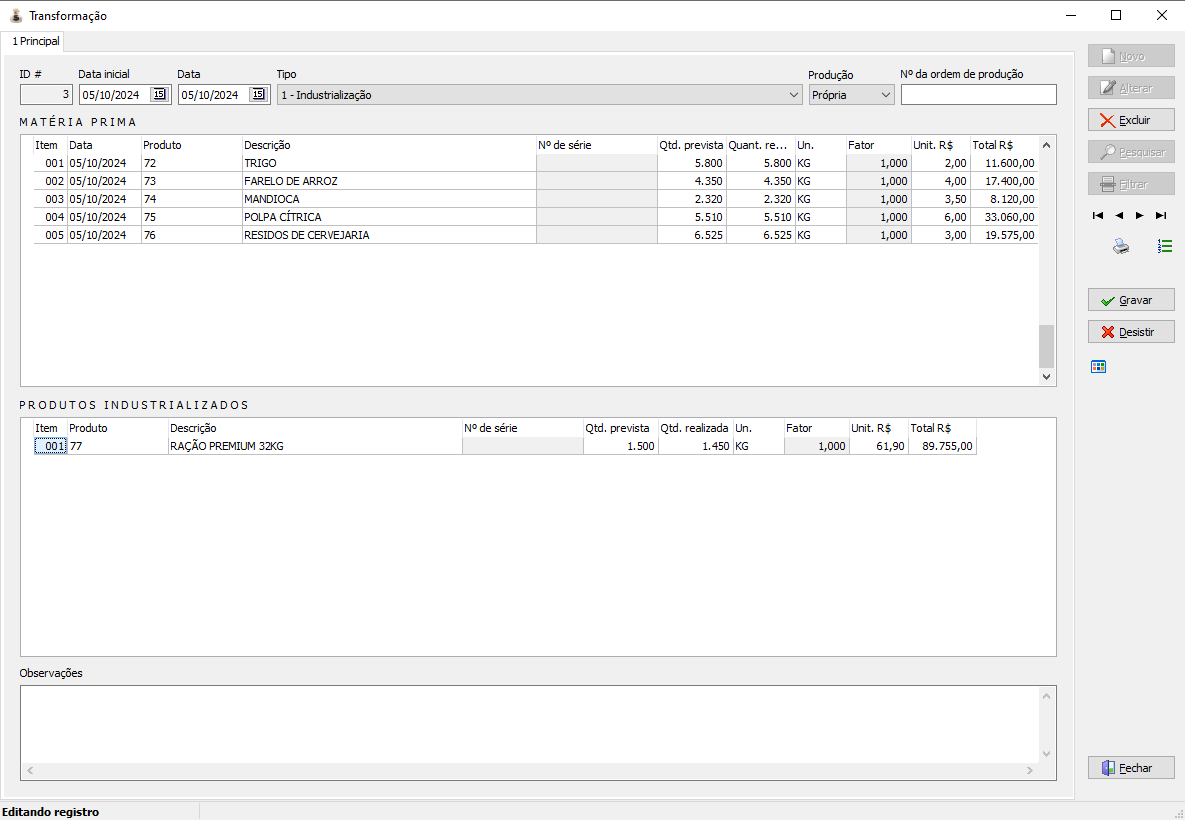 Transformação
1 Principal
ID # Data inicial Data Tipo Produção Nº da ordem de produção
3 05/10/2024 15 05/10/2024 15 1 - Industrialização Própria
MATÉRIA PRIMA
Item Data Produto Descrição Nº de série Qtd. prevista Quant. re... Un. Fator Unit. R$ Total R$
001 05/10/2024 72 TRIGO 5.800 5.800 KG 1,000 2,00 11.600,00
002 05/10/2024 73 FARELO DE ARROZ 4.350 4.350 KG 1,000 4,00 17.400,00
003 05/10/2024 74 MANDIOCA 2.320 2.320 KG 1,000 3,50 8.120,00
004 05/10/2024 75 POLPA CÍTRICA 5.510 5.510 KG 1,000 6,00 33.060,00
005 05/10/2024 76 RESIDOS DE CERVEJARIA 6.525 6.525 KG 1,000 3,00 19.575,00
PRODUTOS INDUSTRIALIZADOS
Item Produto Descrição Nº de série Qtd. prevista Qtd. realizada Un. Fator Unit. R$ Total R$
001 77 RAÇÃO PREMIUM 32KG 1.500 1.450 KG 1,000 61,90 89.755,00
Observações
Novo
Alterar
Excluir
Pesquisar
Filtrar
Gravar
Desistir
Fechar
Editando registro